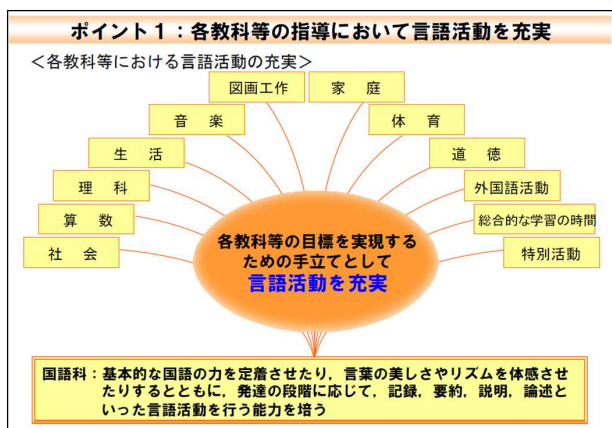 ポイント1：各教科等の指導において言語活動を充実
＜各教科等における言語活動の充実＞
図画工作
家　庭
音　楽
体　育
生　活
道　徳
理　科
外国語活動
算　数
総合的な学習の時間
社　会
特別活動
各教科等の目標を実現する
ための手立てとして
言語活動を充実
国語科：基本的な国語の力を定着させたり，言葉の美しさやリズムを体感させ
たりするとともに，発達の段階に応じて，記録，要約，説明，論述と
いった言語活動を行う能力を培う